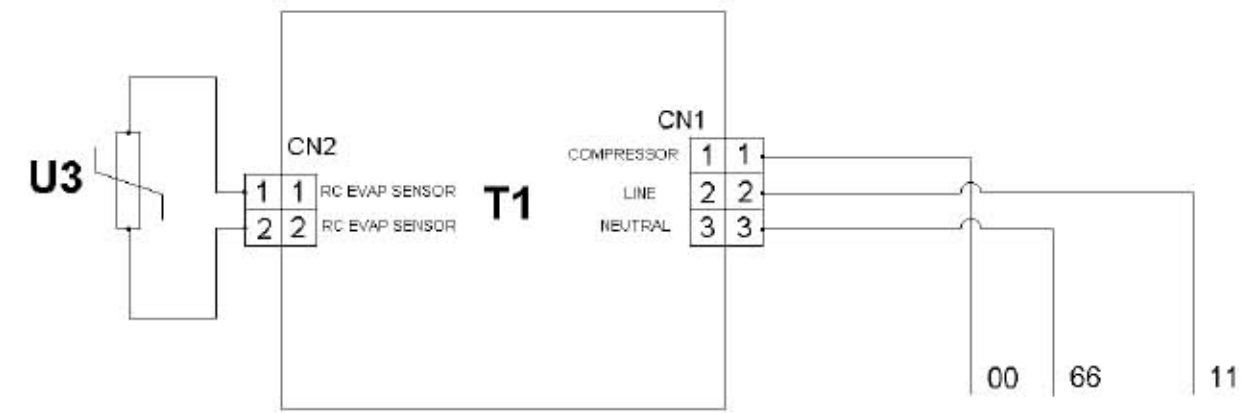 CN1
CN2
COMPRESSOR 1 1
U3
1 1 RC EVAP SENSOR
T1
LINE 2 2
2 2 RC EVAP SENSOR
NEUTRAL 3 3
00 66 11